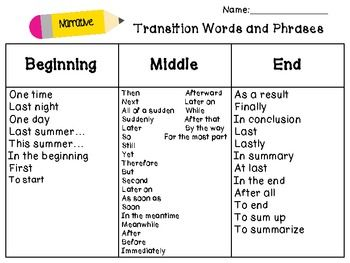 Name:
Narrative
Transition Words and Phrases
Beginning
One time
Last night
One day
Last summer...
This summer...
In the beginning
First
To start
Middle
Then
Next
All of a sudden
Suddenly
Later
So
Still
Yet
Therefore
But
Second
Later on
As soon as
Soon
In the meantime
Meanwhile
After
Before
Immediately
Afterward
Later on
While
After that
By the way
For the most part
End
As a result
Finally
In conclusion
Last
Lastly
In summary
At last
In the end
After all
To end
To sum up
To summarize